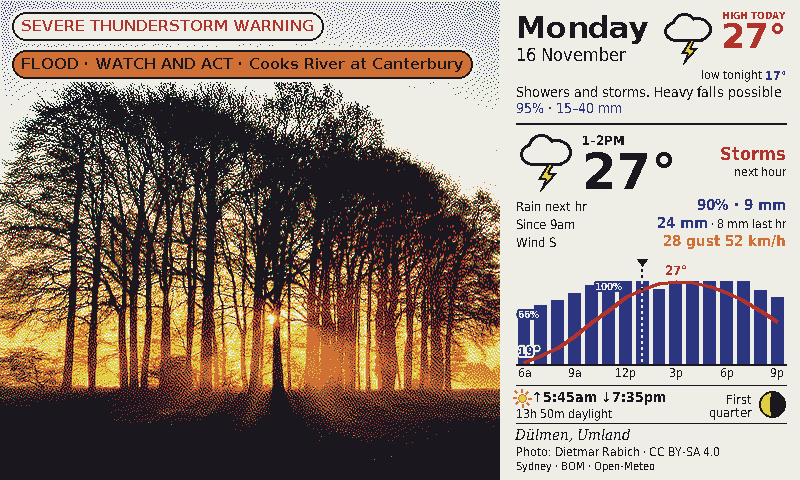 SEVERE THUNDERSTORM WARNING
FLOOD · WATCH AND ACT · Cooks River at Canterbury
Monday
16 November
HIGH TODAY
27°
low tonight 17°
Showers and storms. Heavy falls possible
95% · 15–40 mm
1–2PM
27°
Storms
next hour
Rain next hr 90% · 9 mm
Since 9am 24 mm · 8 mm last hr
Wind S 28 gust 52 km/h
27°
100%
66%
19°
6a 9a 12p 3p 6p 9p
↑5:45am ↓7:35pm
13h 50m daylight
First
quarter
Dülmen, Umland
Photo: Dietmar Rabich · CC BY-SA 4.0
Sydney · BOM · Open-Meteo